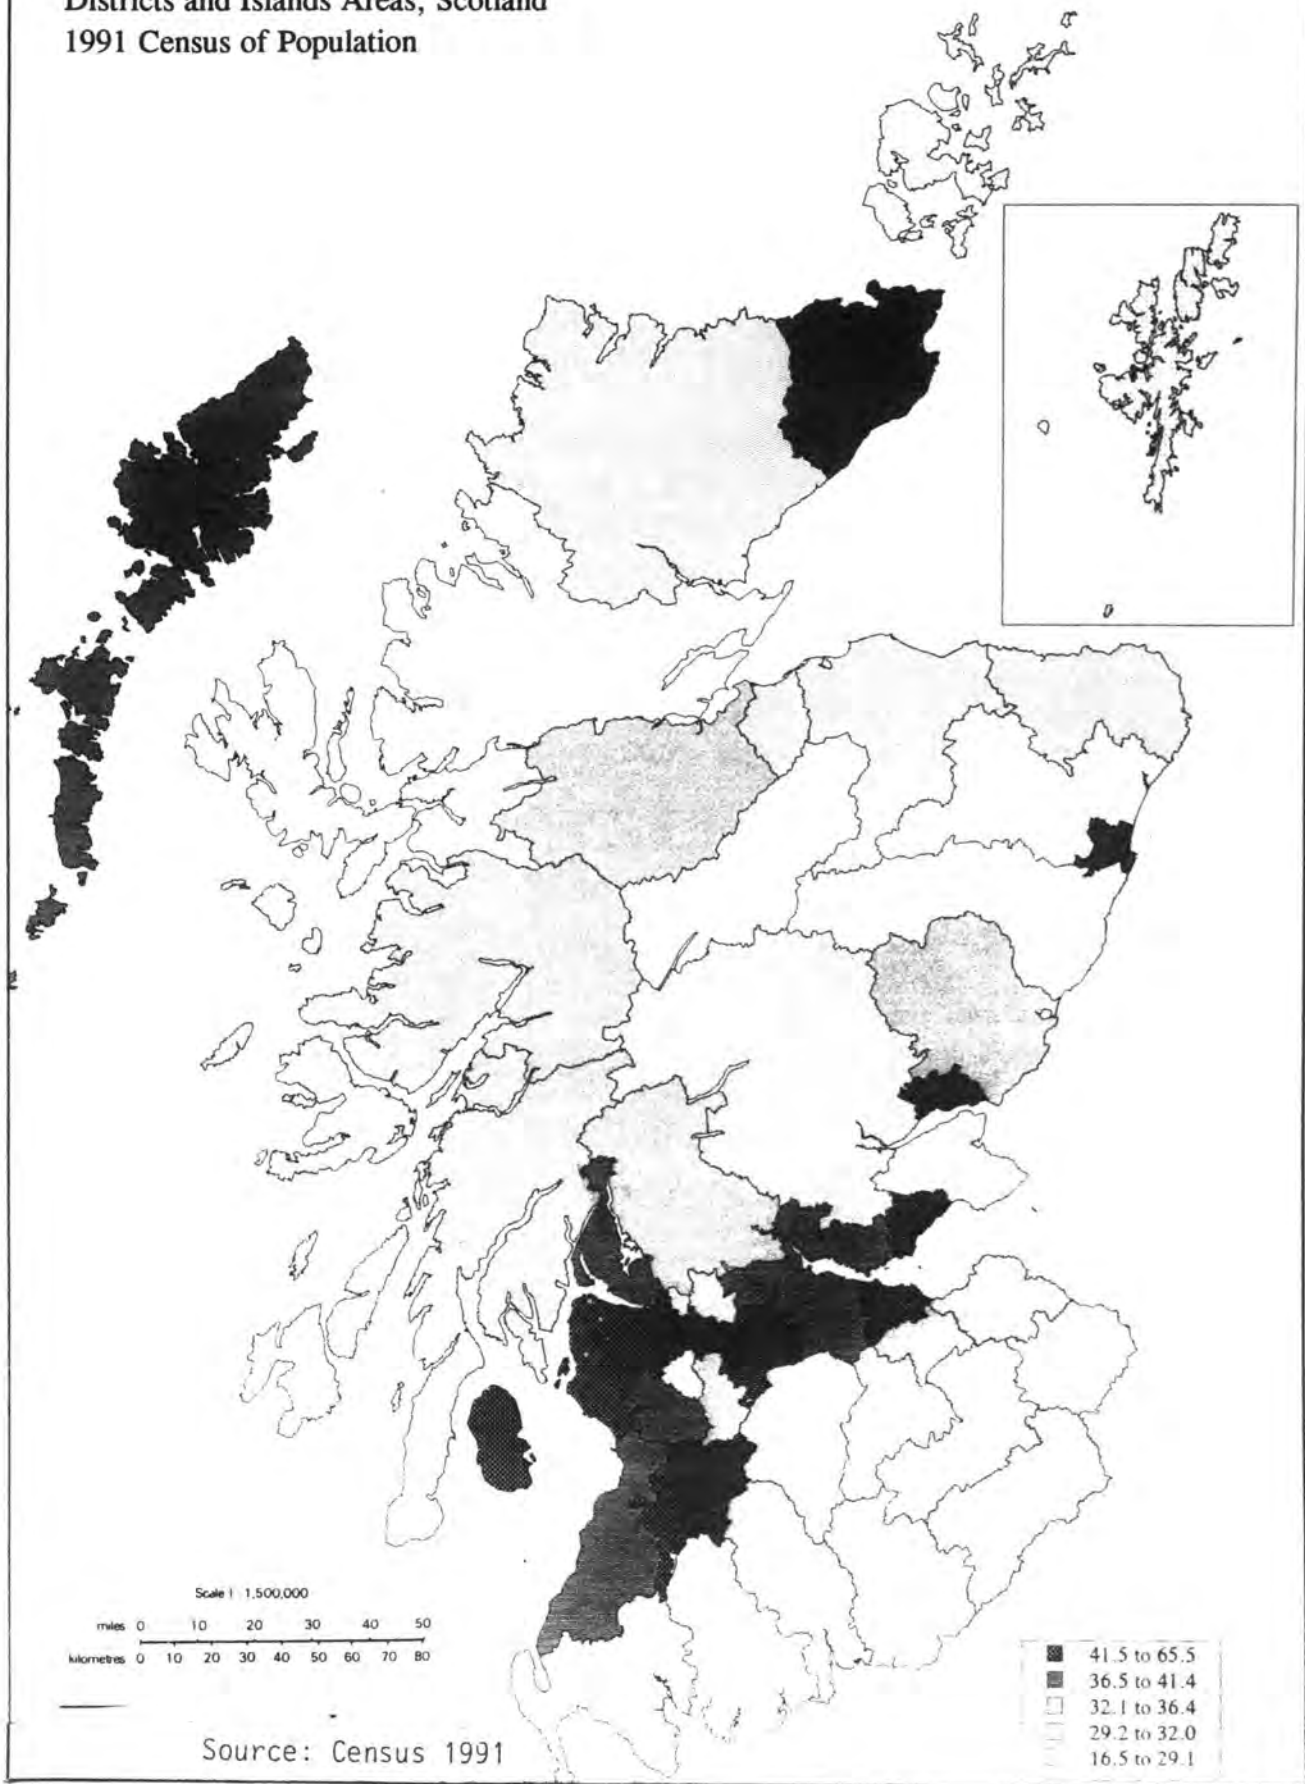 Districts and Islands Areas, Scotland
1991 Census of Population
Scale 1 1,500,000
miles 0 10 20 30 40 50
kilometres 0 10 20 30 40 50 60 70 80
41.5 to 65.5
36.5 to 41.4
32.1 to 36.4
29.2 to 32.0
16.5 to 29.1
Source: Census 1991